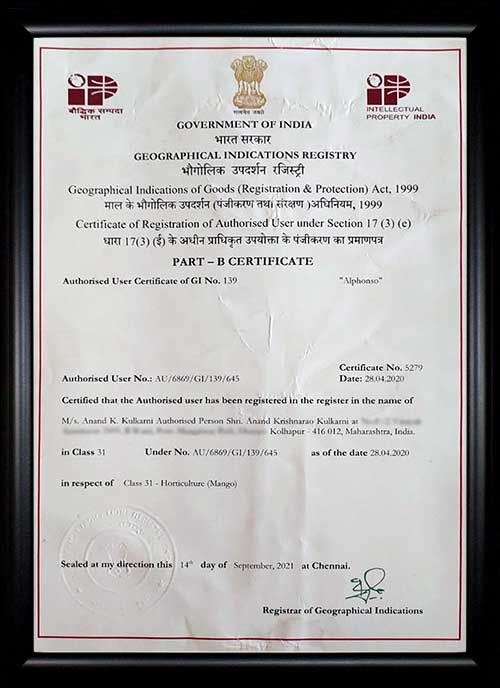 बौद्धिक सम्पदा
भारत
सत्यमेव जयते
INTELLECTUAL
PROPERTY INDIA
GOVERNMENT OF INDIA
भारत सरकार
GEOGRAPHICAL INDICATIONS REGISTRY
भौगोलिक उपदर्शन रजिस्ट्री
Geographical Indications of Goods (Registration & Protection) Act, 1999
माल के भौगोलिक उपदर्शन (पंजीकरण तथा संरक्षण )अधिनियम, 1999
Certificate of Registration of Authorised User under Section 17 (3) (e)
धारा 17(3) (ई) के अधीन प्राधिकृत उपयोक्ता के पंजीकरण का प्रमाणपत्र
PART – B CERTIFICATE
Authorised User Certificate of GI No. 139 "Alphonso"
Certificate No. 5279
Authorised User No.: AU/6869/GI/139/645 Date: 28.04.2020
Certified that the Authorised user has been registered in the register in the name of
M/s. Anand K. Kulkarni Authorised Person Shri. Anand Krishnarao Kulkarni at
Kolhapur - 416 012, Maharashtra, India.
in Class 31 Under No. AU/6869/GI/139/645 as of the date 28.04.2020
in respect of Class 31 - Horticulture (Mango)
Sealed at my direction this 14th day of September, 2021 at Chennai.
Registrar of Geographical Indications